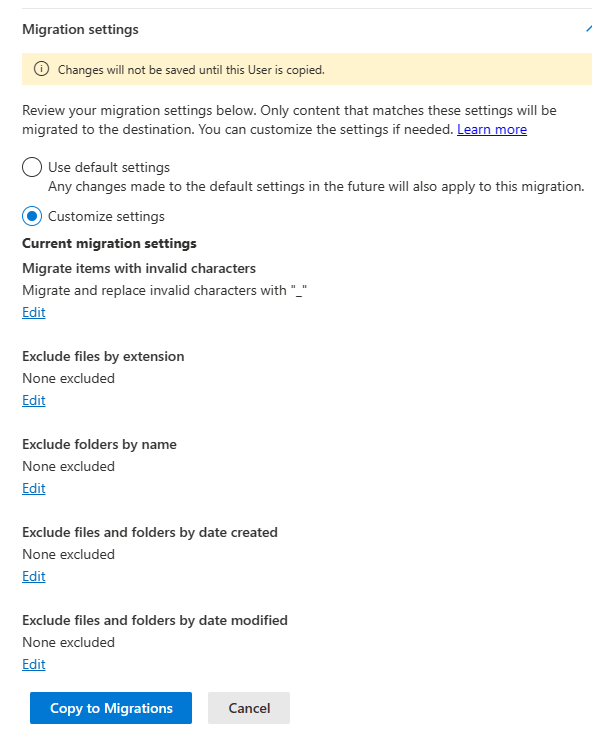 Migration settings
Changes will not be saved until this User is copied.
Review your migration settings below. Only content that matches these settings will be
migrated to the destination. You can customize the settings if needed. Learn more
Use default settings
Any changes made to the default settings in the future will also apply to this migration.
Customize settings
Current migration settings
Migrate items with invalid characters
Migrate and replace invalid characters with "_"
Edit
Exclude files by extension
None excluded
Edit
Exclude folders by name
None excluded
Edit
Exclude files and folders by date created
None excluded
Edit
Exclude files and folders by date modified
None excluded
Edit
Copy to Migrations Cancel